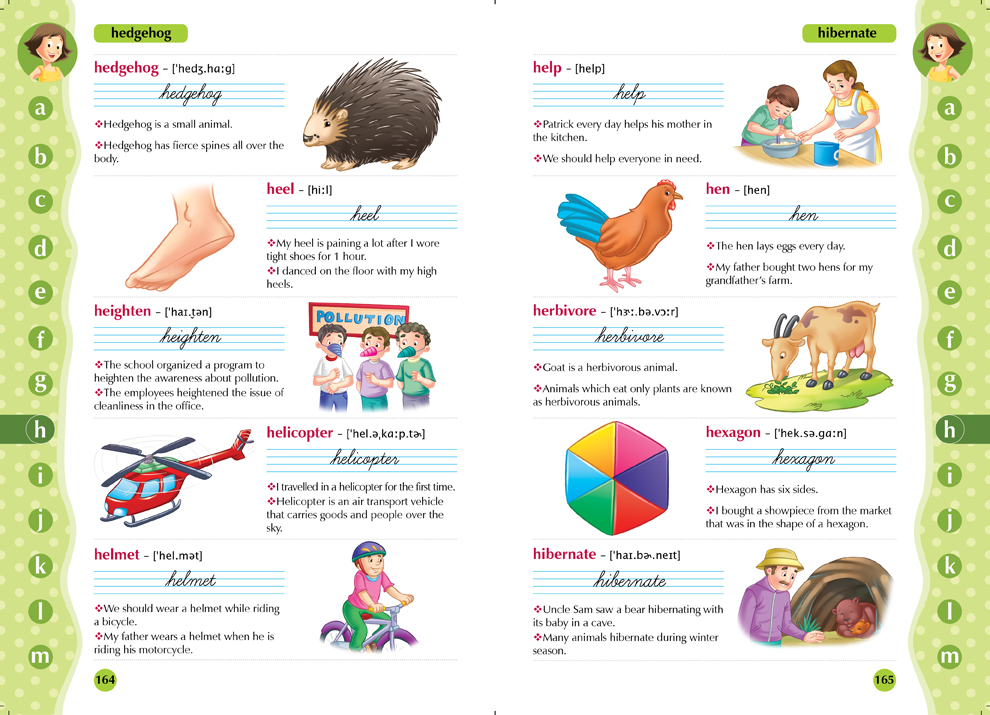 hedgehog
a
b
c
d
e
f
g
h
i
j
k
l
m
hedgehog – [ˈhedʒ.hɑːg]
hedgehog
❖Hedgehog is a small animal.
❖Hedgehog has fierce spines all over the
body.
heel [hiːl]
heel
❖My heel is paining a lot after I wore
tight shoes for 1 hour.
❖I danced on the floor with my high
heels.
heighten – [ˈhaɪ.t̬ən]
heighten
❖The school organized a program to
heighten the awareness about pollution.
❖The employees heightened the issue of
cleanliness in the office.
POLLUTION
helicopter – [ˈhel.əˌkɑːp.tɚ]
helicopter
❖I travelled in a helicopter for the first time.
❖Helicopter is an air transport vehicle
that carries goods and people over the
sky.
helmet – [ˈhel.mət]
helmet
❖We should wear a helmet while riding
a bicycle.
❖My father wears a helmet when he is
riding his motorcycle.
164
hibernate
help – [help]
help
❖Patrick every day helps his mother in
the kitchen.
❖We should help everyone in need.
hen – [hen]
hen
❖The hen lays eggs every day.
❖My father bought two hens for my
grandfather’s farm.
herbivore – [ˈhɝː.bə.vɔːr]
herbivore
❖Goat is a herbivorous animal.
❖Animals which eat only plants are known
as herbivorous animals.
hexagon – [ˈhek.sə.gɑːn]
hexagon
❖Hexagon has six sides.
❖I bought a showpiece from the market
that was in the shape of a hexagon.
hibernate – [ˈhaɪ.bɚ.neɪt]
hibernate
❖Uncle Sam saw a bear hibernating with
its baby in a cave.
❖Many animals hibernate during winter
season.
165
a
b
c
d
e
f
g
h
i
j
k
l
m